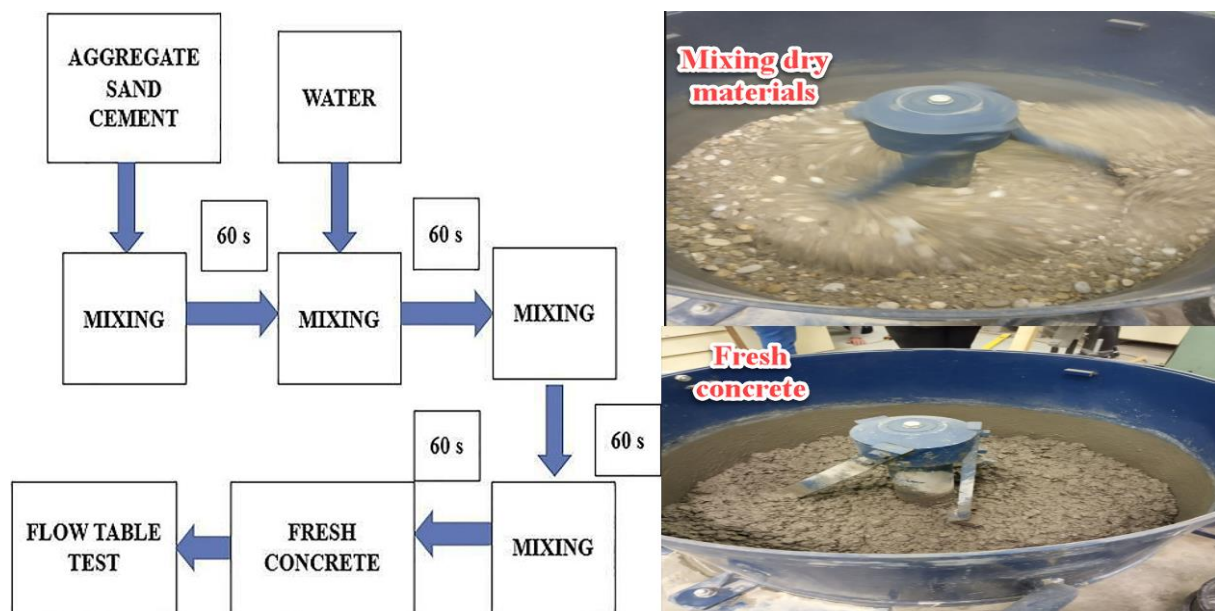 AGGREGATE
SAND
CEMENT
WATER
60 s
60 s
MIXING
MIXING
MIXING
60 s
60 s
FLOW TABLE
TEST
FRESH
CONCRETE
MIXING
Mixing dry
materials
Fresh
concrete